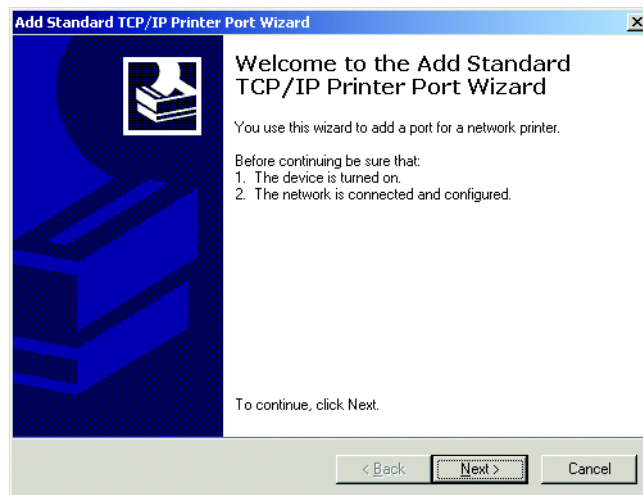 Add Standard TCP/IP Printer Port Wizard
Welcome to the Add Standard
TCP/IP Printer Port Wizard
You use this wizard to add a port for a network printer.
Before continuing be sure that:
1. The device is turned on.
2. The network is connected and configured.
To continue, click Next.
< Back
Next >
Cancel